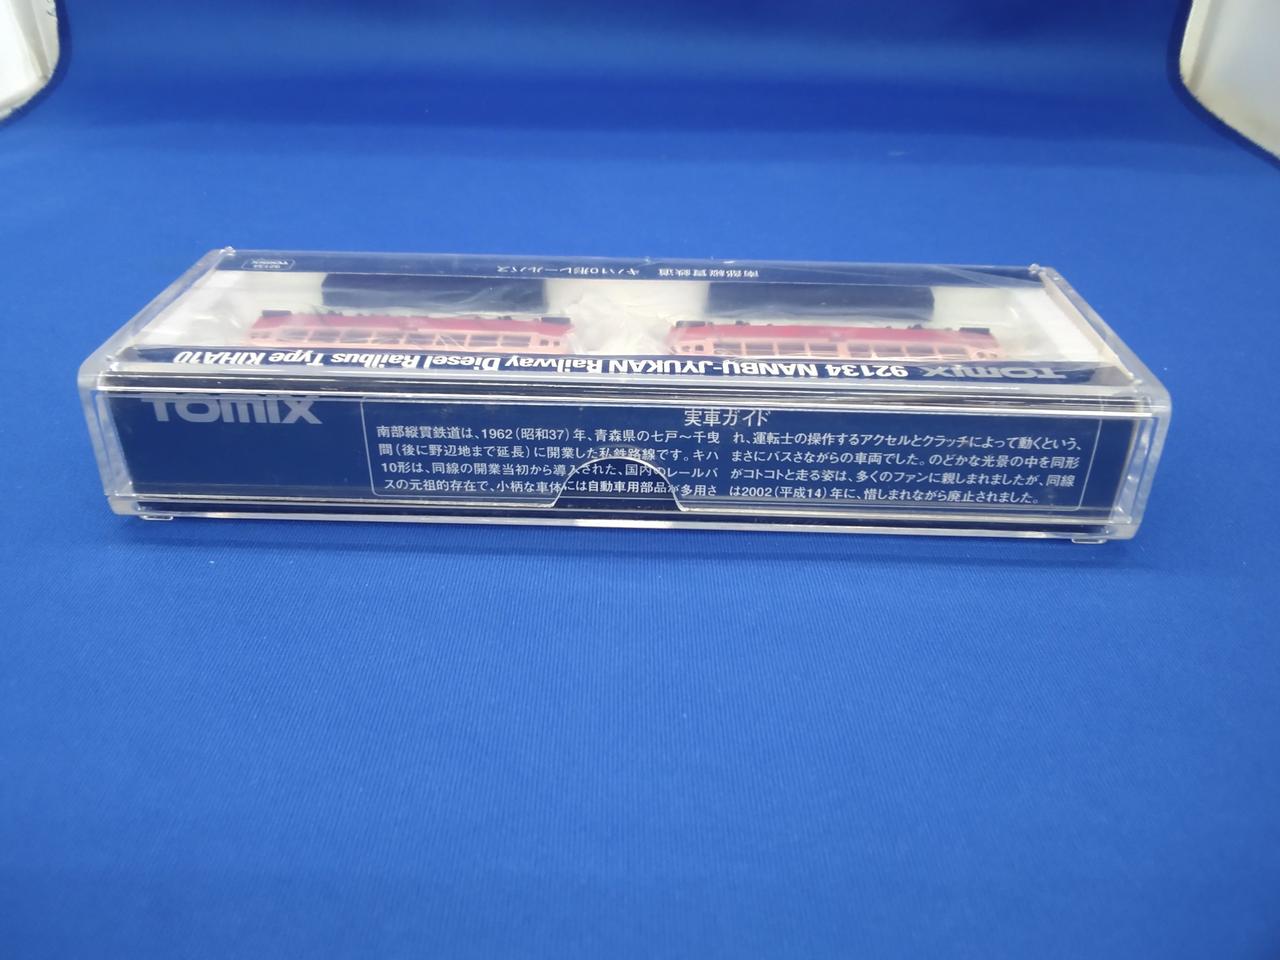 92134
TOMIX
南部縦貫鉄道 キハ10形レールバス
TOMIX 92134 NANBU-JYUKAN Railway Diesel Railbus Type KIHA10
TOMIX
実車ガイド
南部縦貫鉄道は、1962(昭和37)年、青森県の七戸〜千曳
間(後に野辺地まで延長)に開業した私鉄路線です。キハ
10形は、同線の開業当初から導入された、国内のレールバ
スの元祖的存在で、小柄な車体には自動車用部品が多用さ
れ、運転士の操作するアクセルとクラッチによって動くという、
まさにバスさながらの車両でした。のどかな光景の中を同形
がコトコトと走る姿は、多くのファンに親しまれましたが、同線
は2002(平成14)年に、惜しまれながら廃止されました。